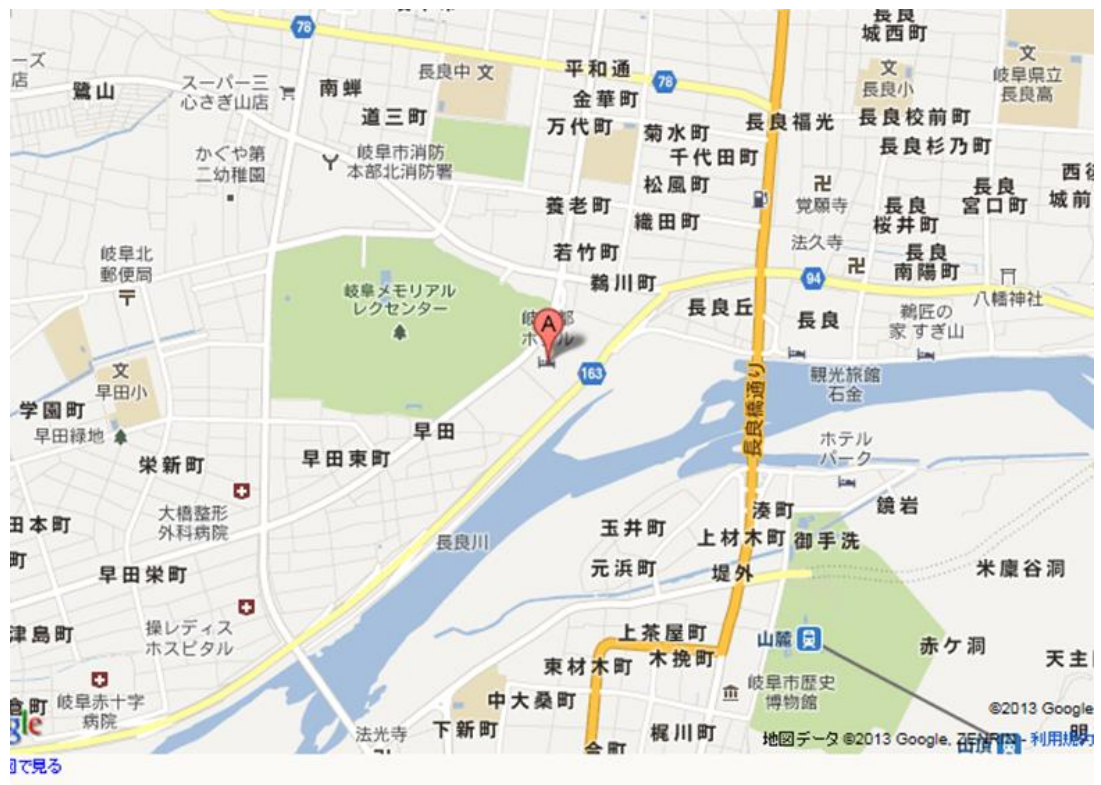 78
長良
城西町
ーズ
店
鷺山
スーパー三
心さぎ山店
南蝉
長良中 文
平和通
78
文
長良小
文
岐阜県立
長良高
金華町
道三町
万代町
菊水町
長良福光
長良校前町
かぐや第
二幼稚園
岐阜市消防
本部北消防署
千代田町
長良杉乃町
松風町
卍
覚願寺
長良
宮口町
城前
養老町
織田町
長良
桜井町
岐阜北
郵便局
〒
若竹町
法久寺
卍
長良
南陽町
鵜川町
94
八幡神社
岐阜メモリアル
レクセンター
A
長良丘
長良
鵜匠の
家 すぎ山
163
観光旅館
石金
文
早田小
学園町
早田緑地
早田
長良橋通り
ホテル
パーク
栄新町
早田東町
大橋整形
外科病院
湊町
鏡岩
田本町
町
長良川
玉井町
上材木町
御手洗
早田栄町
元浜町
堤外
米廩谷洞
津島町
操レディス
ホスピタル
上茶屋町
山麓
赤ケ洞
東材木町
木挽町
天主
岐阜赤十字
病院
中大桑町
岐阜市歴史
博物館
©2013 Google
法光寺
下新町
梶川町
地図データ ©2013 Google, ZENRIN - 利用規約
山頂
で見る